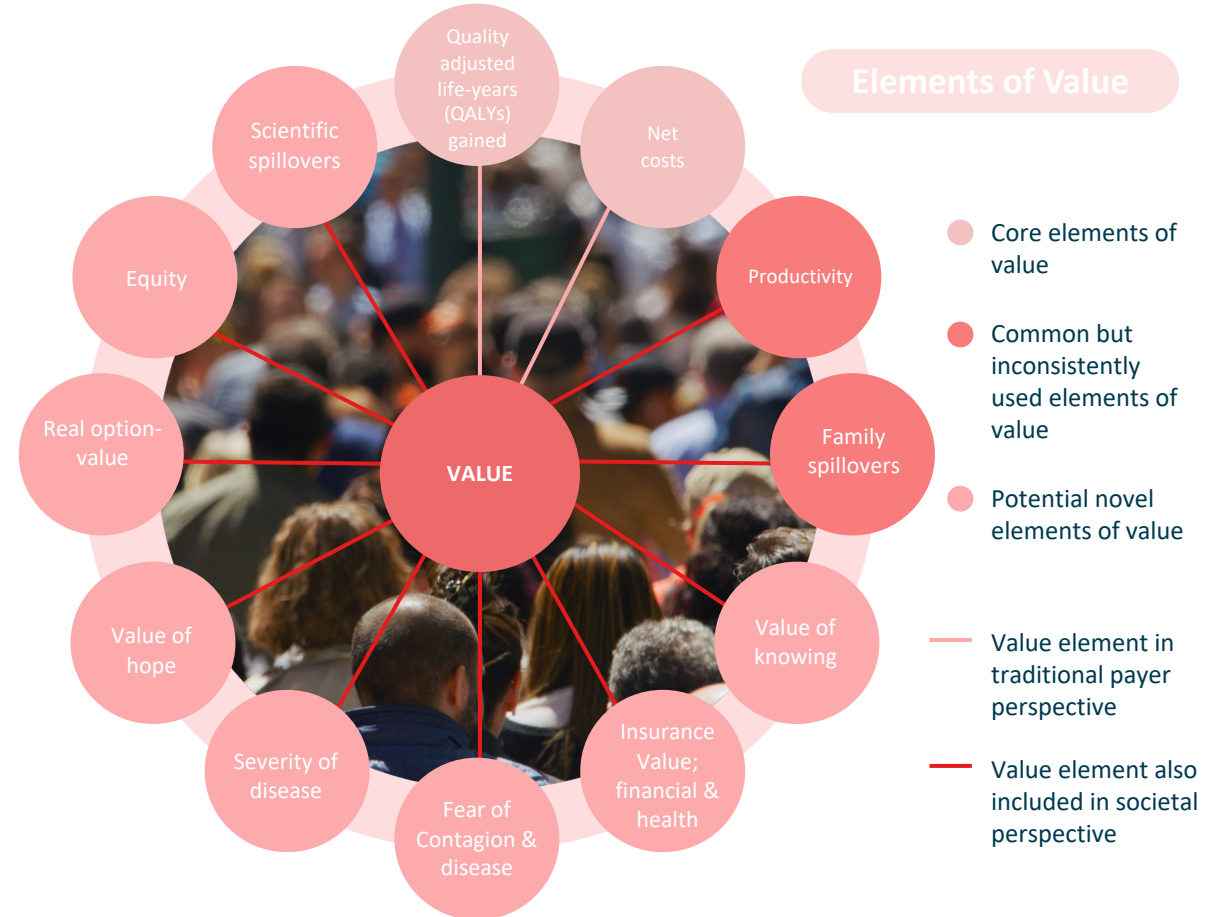 Elements of Value
Quality
adjusted
life-years
(QALYs)
gained
Net
costs
Productivity
Family
spillovers
Value of
knowing
Insurance
Value;
financial &
health
Fear of
Contagion &
disease
Severity of
disease
Value of
hope
Real option-
value
Equity
Scientific
spillovers
VALUE
Core elements of
value
Common but
inconsistently
used elements of
value
Potential novel
elements of value
Value element in
traditional payer
perspective
Value element also
included in societal
perspective